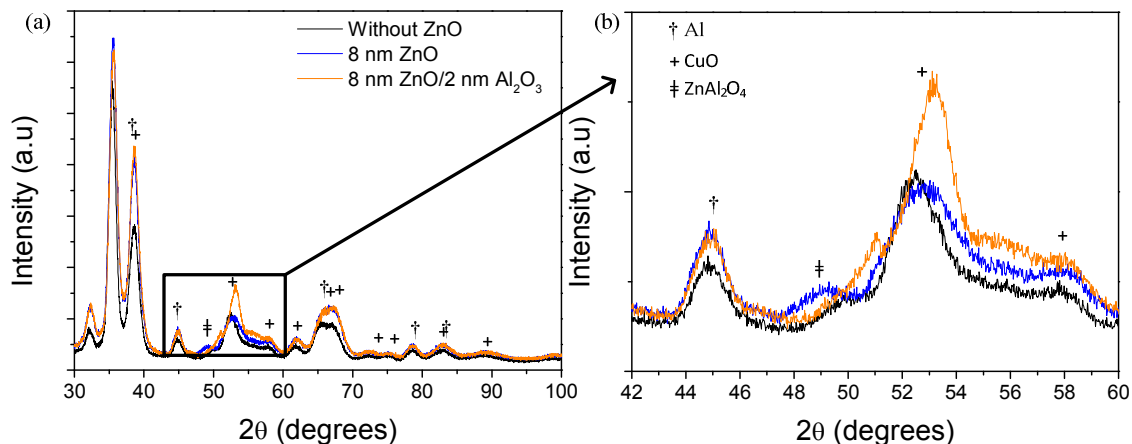 (a)
Without ZnO
8 nm ZnO
8 nm ZnO/2 nm Al₂O₃
Intensity (a.u)
†+
†
ǂ
+
+
+
†++
+ +
†
‡
+
30 40 50 60 70 80 90 100
2θ (degrees)
(b)
† Al
+ CuO
ǂ ZnAl₂O₄
Intensity (a.u)
†
ǂ
+
+
42 44 46 48 50 52 54 56 58 60
2θ (degrees)